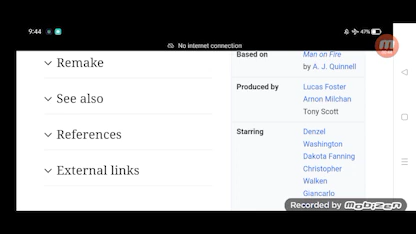 9:44
47%
No internet connection
Remake
See also
References
External links
Based on
Man on Fire
by A. J. Quinnell
Produced by
Lucas Foster
Arnon Milchan
Tony Scott
Starring
Denzel
Washington
Dakota Fanning
Christopher
Walken
Giancarlo
Recorded by mobizen